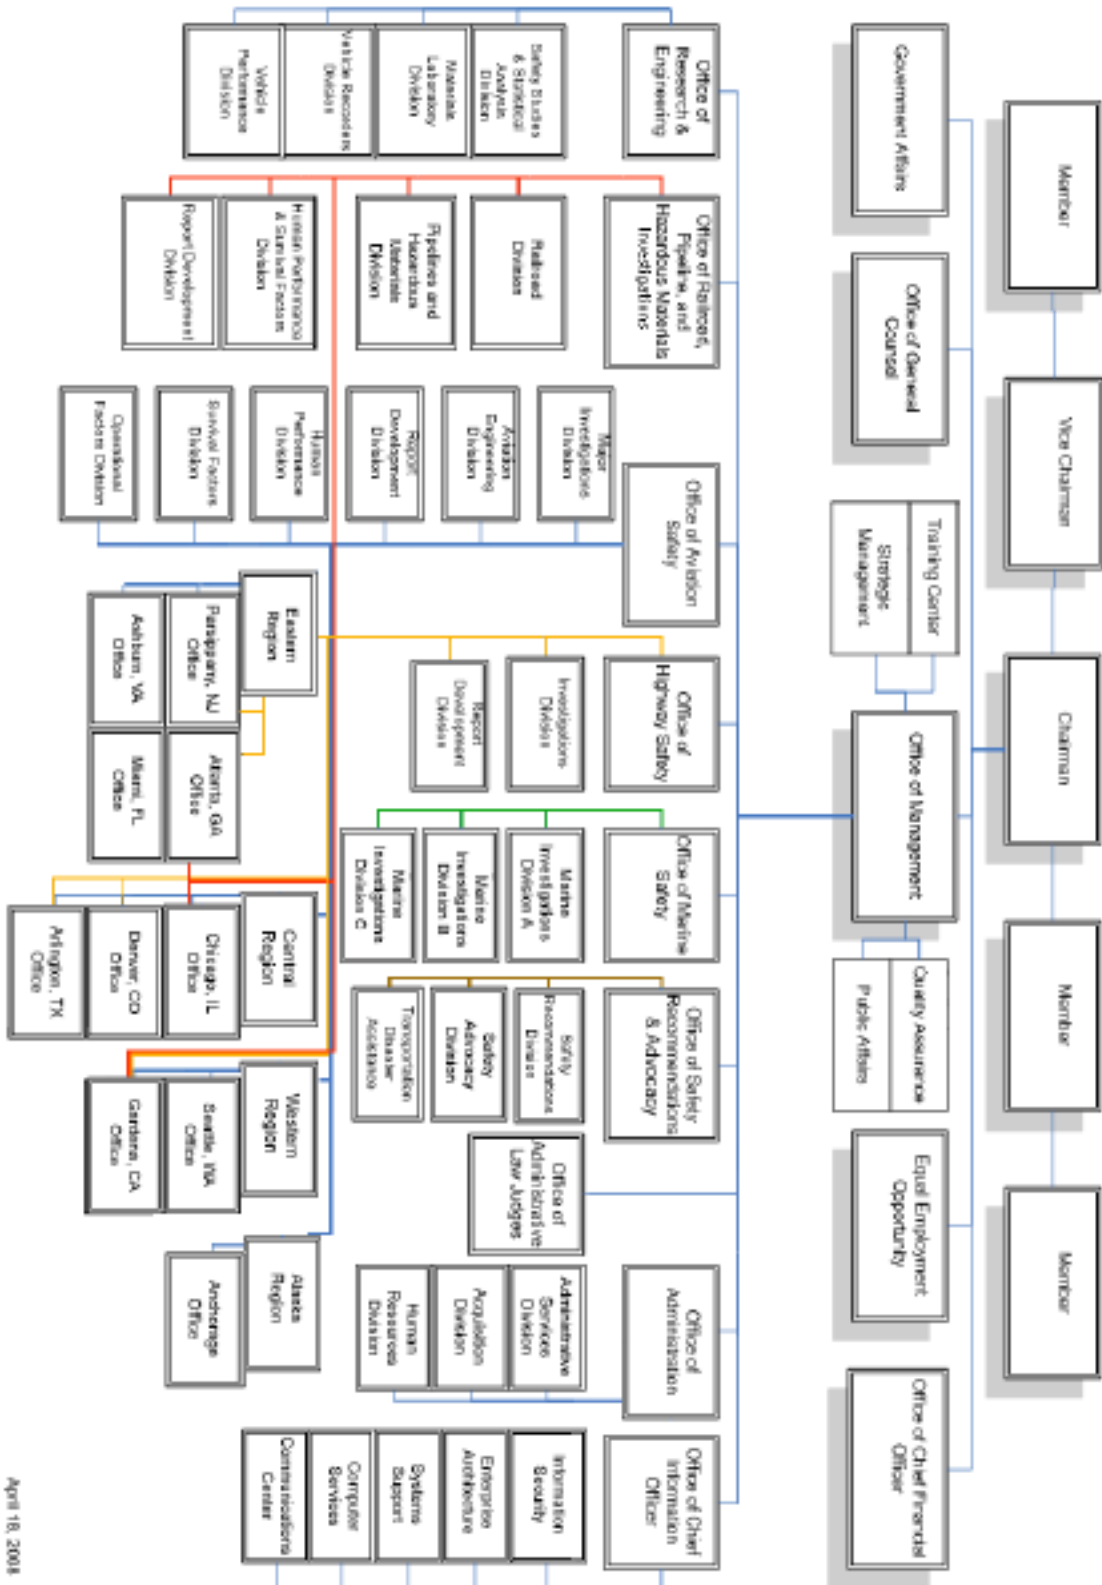 Member
Vice Chairman
Chairman
Member
Member
Government Affairs
Office of General
Counsel
Training Center
Strategic
Management
Office of Management
Quality Assurance
Public Affairs
Equal Employment
Opportunity
Office of Chief Financial
Officer
Office of
Research &
Engineering
Safety Studies
& Statistical
Analysis
Division
Materials
Laboratory
Division
Vehicle Recorders
Division
Vehicle
Performance
Division
Office of Railroad,
Pipeline, and
Hazardous Materials
Investigations
Railroad
Division
Pipelines and
Hazardous
Materials
Division
Human Performance
& Survival Factors
Division
Report Development
Division
Office of Aviation
Safety
Major
Investigations
Division
Aviation
Engineering
Division
Report
Development
Division
Human
Performance
Division
Survival Factors
Division
Operational
Factors Division
Eastern
Region
Parsippany, NJ
Office
Ashburn, VA
Office
Atlanta, GA
Office
Miami, FL
Office
Central
Region
Chicago, IL
Office
Denver, CO
Office
Arlington, TX
Office
Western
Region
Seattle, WA
Office
Gardena, CA
Office
Alaska
Region
Anchorage
Office
Office of
Highway Safety
Investigations
Division
Report
Development
Division
Office of Marine
Safety
Marine
Investigations
Division A
Marine
Investigations
Division B
Marine
Investigations
Division C
Office of Safety
Recommendations
& Advocacy
Safety
Recommendations
Division
Safety
Advocacy
Division
Transportation
Disaster
Assistance
Office of
Administrative
Law Judges
Office of
Administration
Administrative
Services
Division
Acquisition
Division
Human
Resources
Division
Office of Chief
Information
Officer
Information
Security
Enterprise
Architecture
Systems
Support
Computer
Services
Communications
Center
April 18, 2008